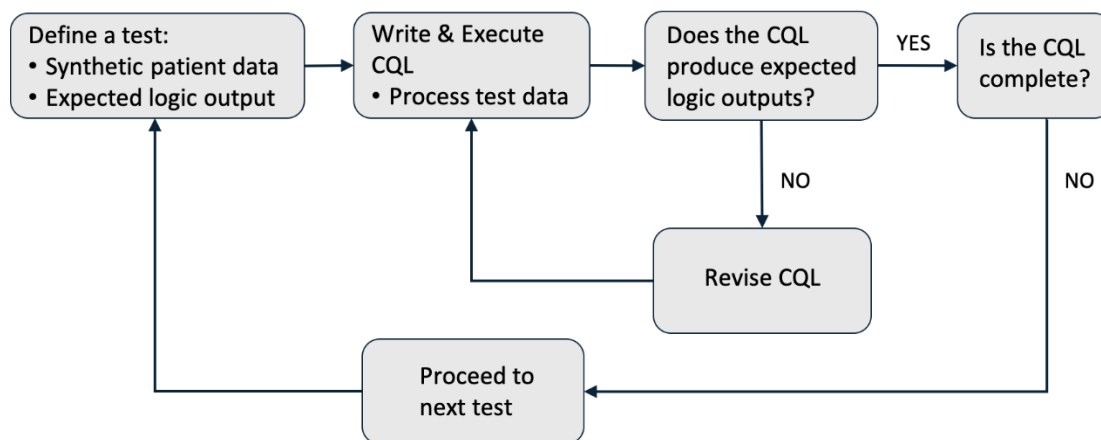 Define a test:
• Synthetic patient data
• Expected logic output
Write & Execute
CQL
• Process test data
Does the CQL
produce expected
logic outputs?
YES
Is the CQL
complete?
NO
NO
Revise CQL
Proceed to
next test